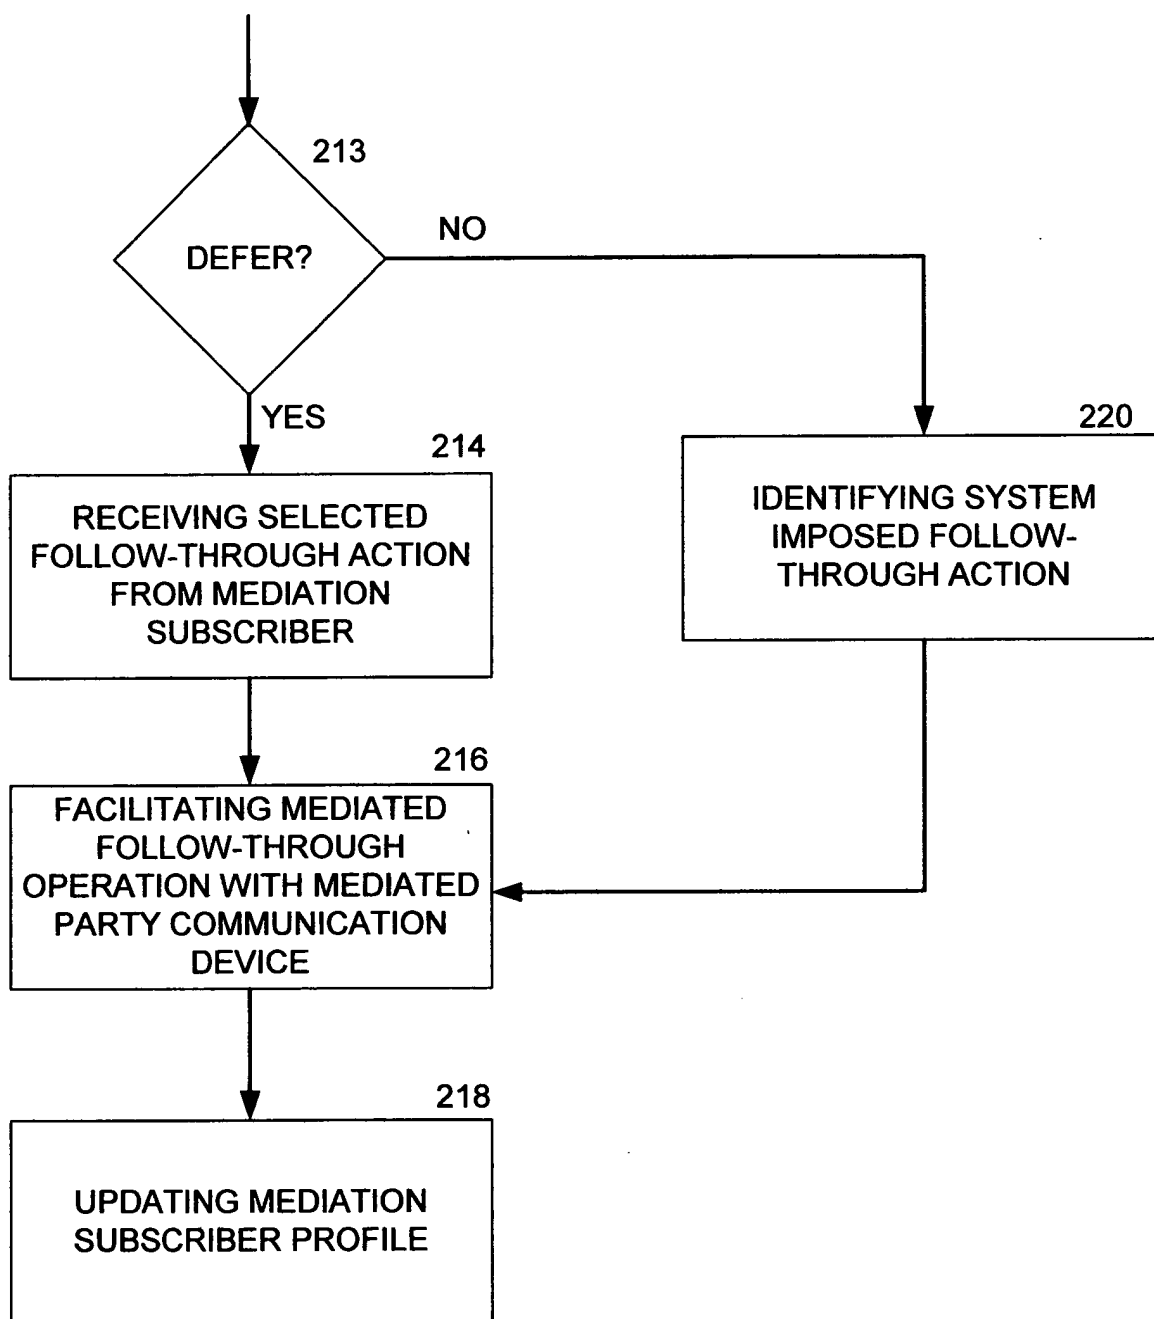 213
DEFER?
NO
YES
214
RECEIVING SELECTED
FOLLOW-THROUGH ACTION
FROM MEDIATION
SUBSCRIBER
220
IDENTIFYING SYSTEM
IMPOSED FOLLOW-
THROUGH ACTION
216
FACILITATING MEDIATED
FOLLOW-THROUGH
OPERATION WITH MEDIATED
PARTY COMMUNICATION
DEVICE
218
UPDATING MEDIATION
SUBSCRIBER PROFILE